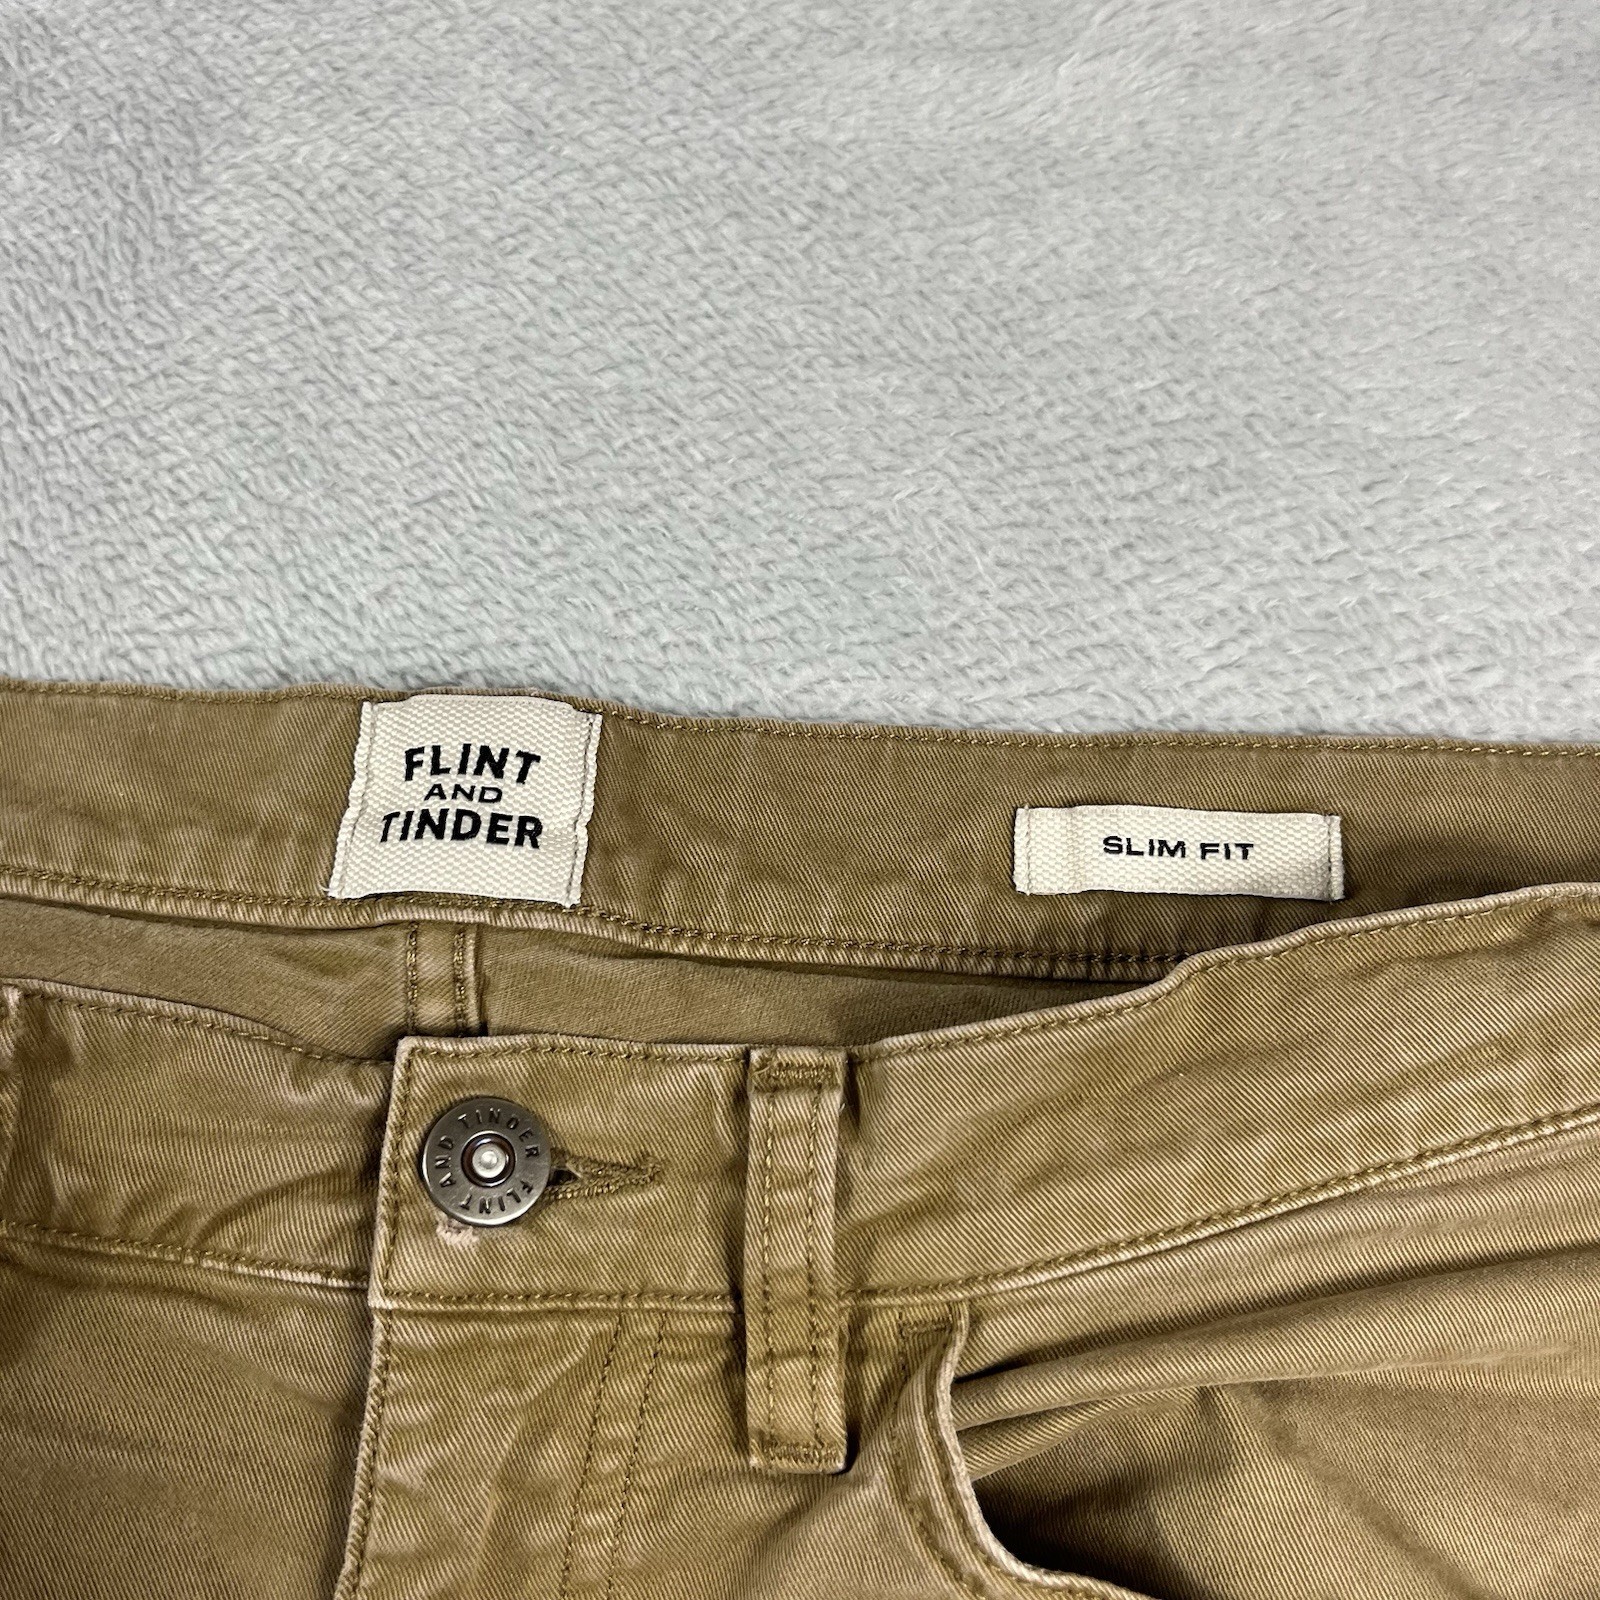 FLINT
AND
TINDER
SLIM FIT
FLINT AND TINDER